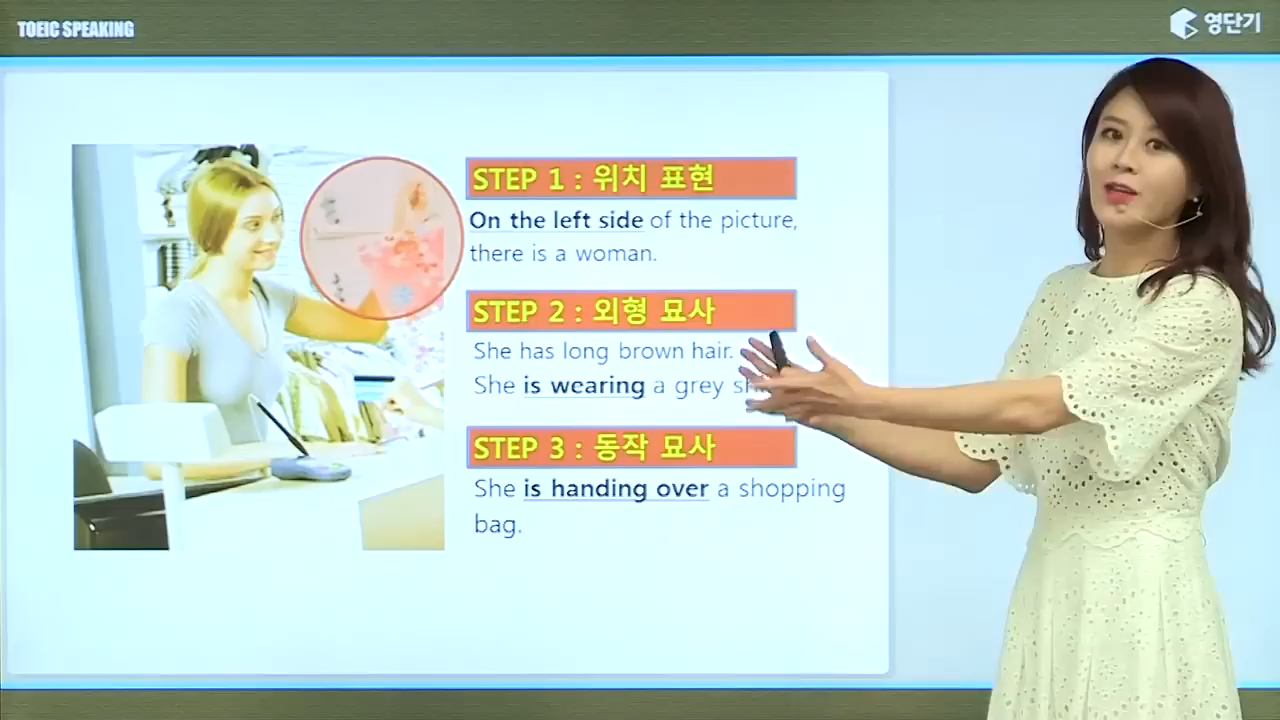 TOEIC SPEAKING
영단기
STEP 1 : 위치 표현
On the left side of the picture,
there is a woman.
STEP 2 : 외형 묘사
She has long brown hair.
She is wearing a grey
STEP 3 : 동작 묘사
She is handing over a shopping
bag.